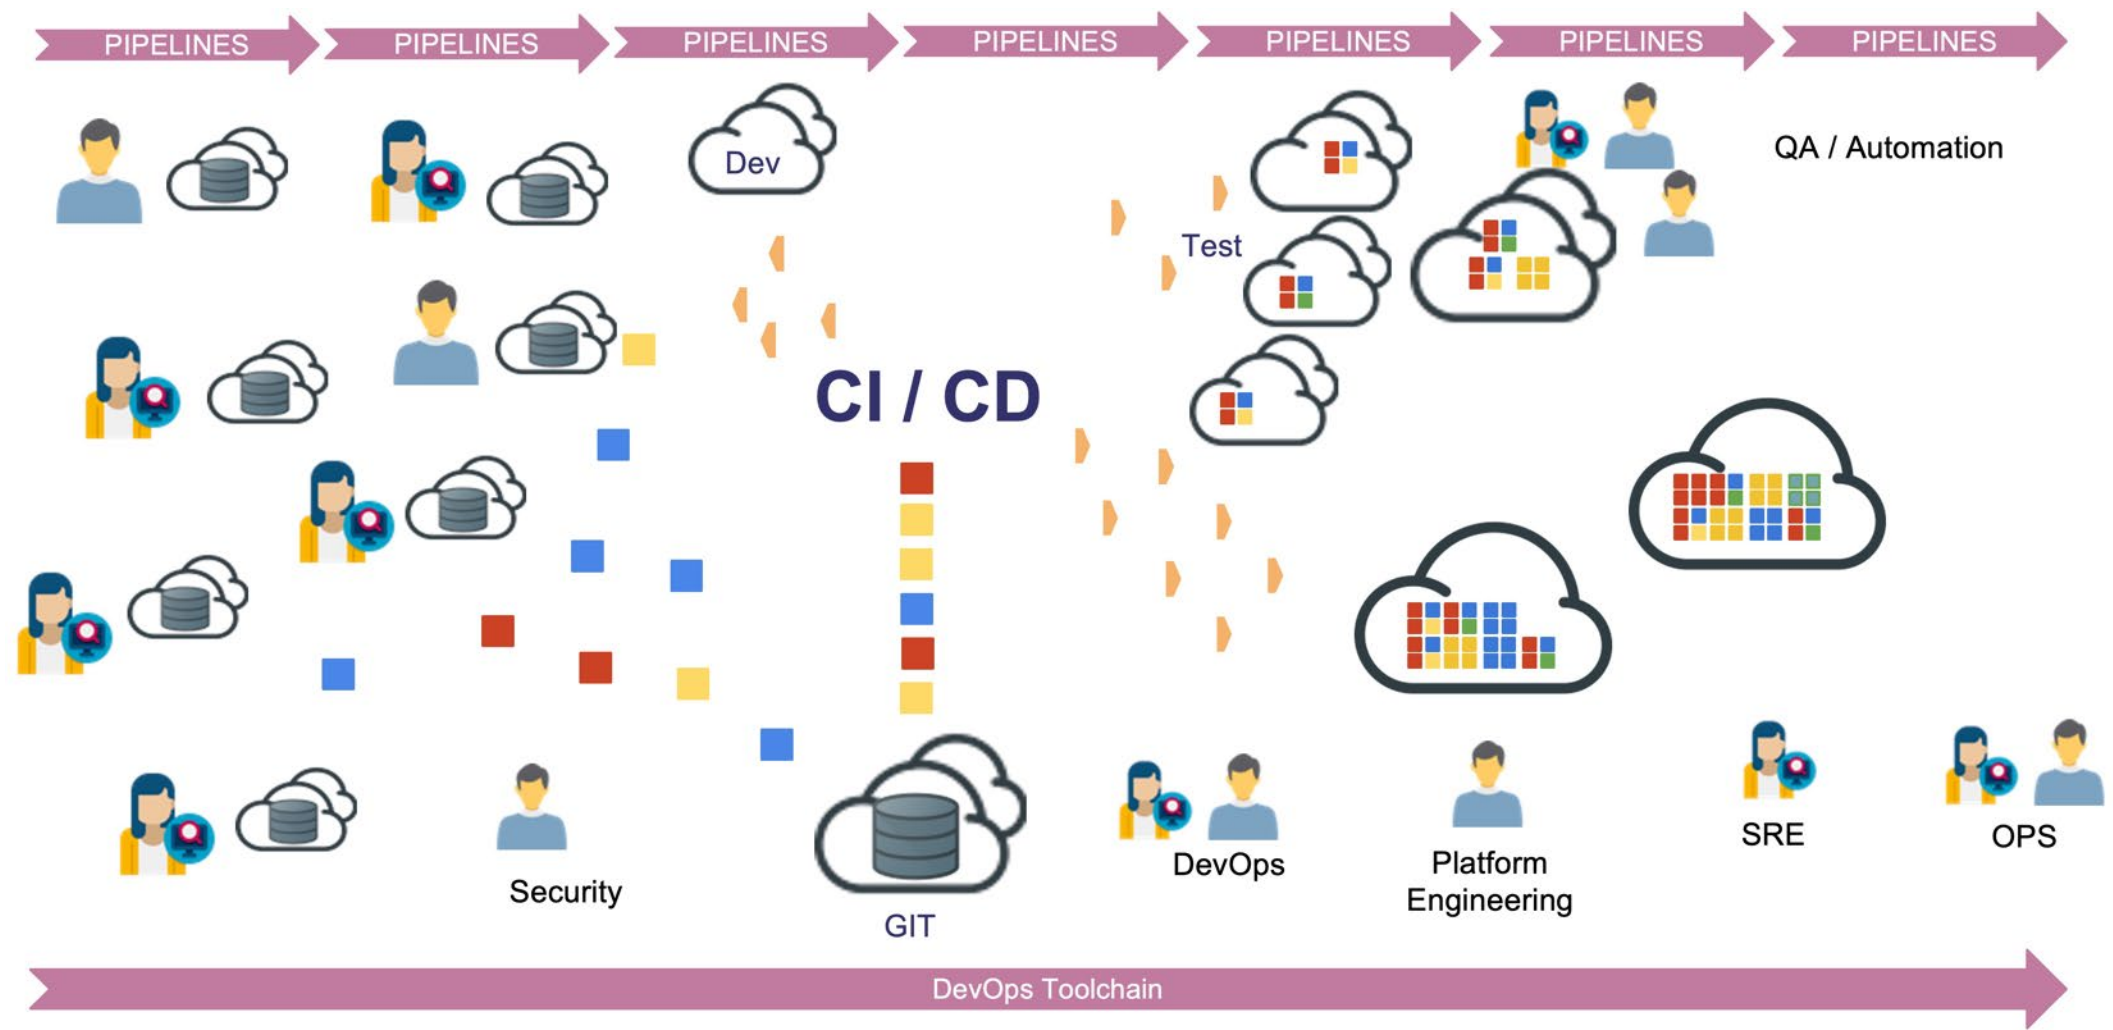 PIPELINES
PIPELINES
PIPELINES
PIPELINES
PIPELINES
PIPELINES
PIPELINES
Dev
QA / Automation
Test
CI / CD
Security
GIT
DevOps
Platform
Engineering
SRE
OPS
DevOps Toolchain